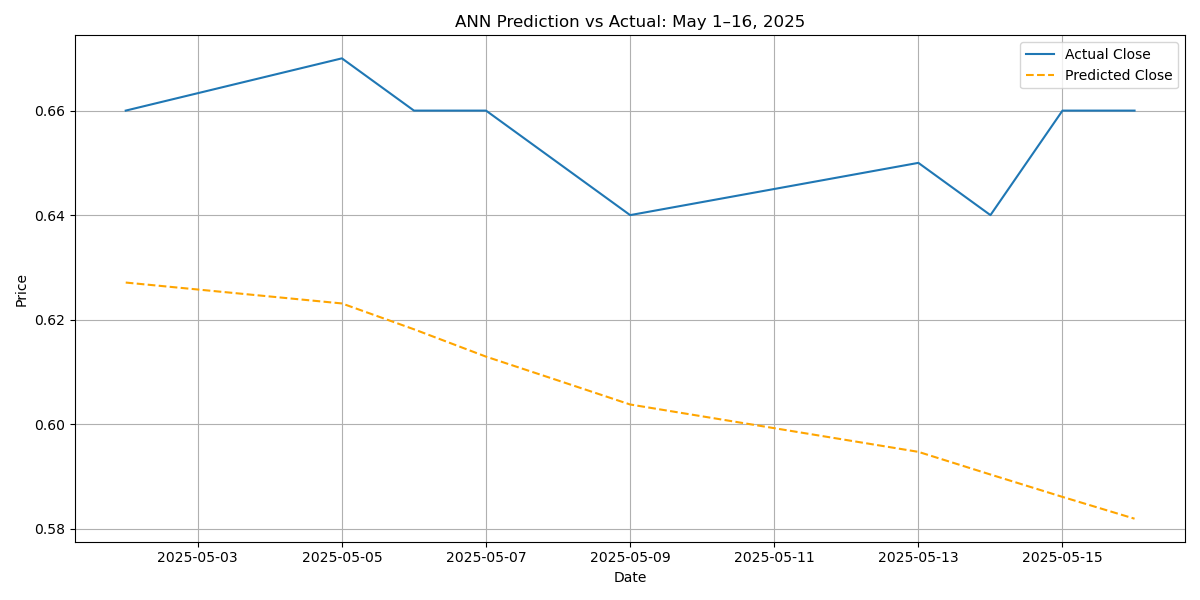 ANN Prediction vs Actual: May 1–16, 2025
Actual Close
Predicted Close
Price
0.66
0.64
0.62
0.60
0.58
2025-05-03
2025-05-05
2025-05-07
2025-05-09
2025-05-11
2025-05-13
2025-05-15
Date